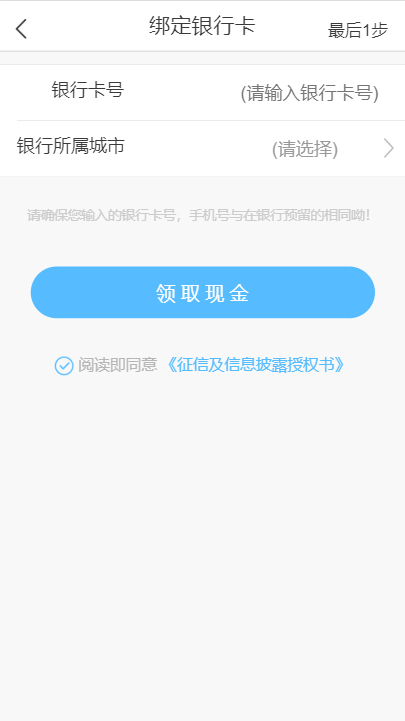 绑定银行卡
最后1步
银行卡号
(请输入银行卡号)
银行所属城市
(请选择)
请确保您输入的银行卡号，手机号与在银行预留的相同呦！
领取现金
阅读即同意《征信及信息披露授权书》